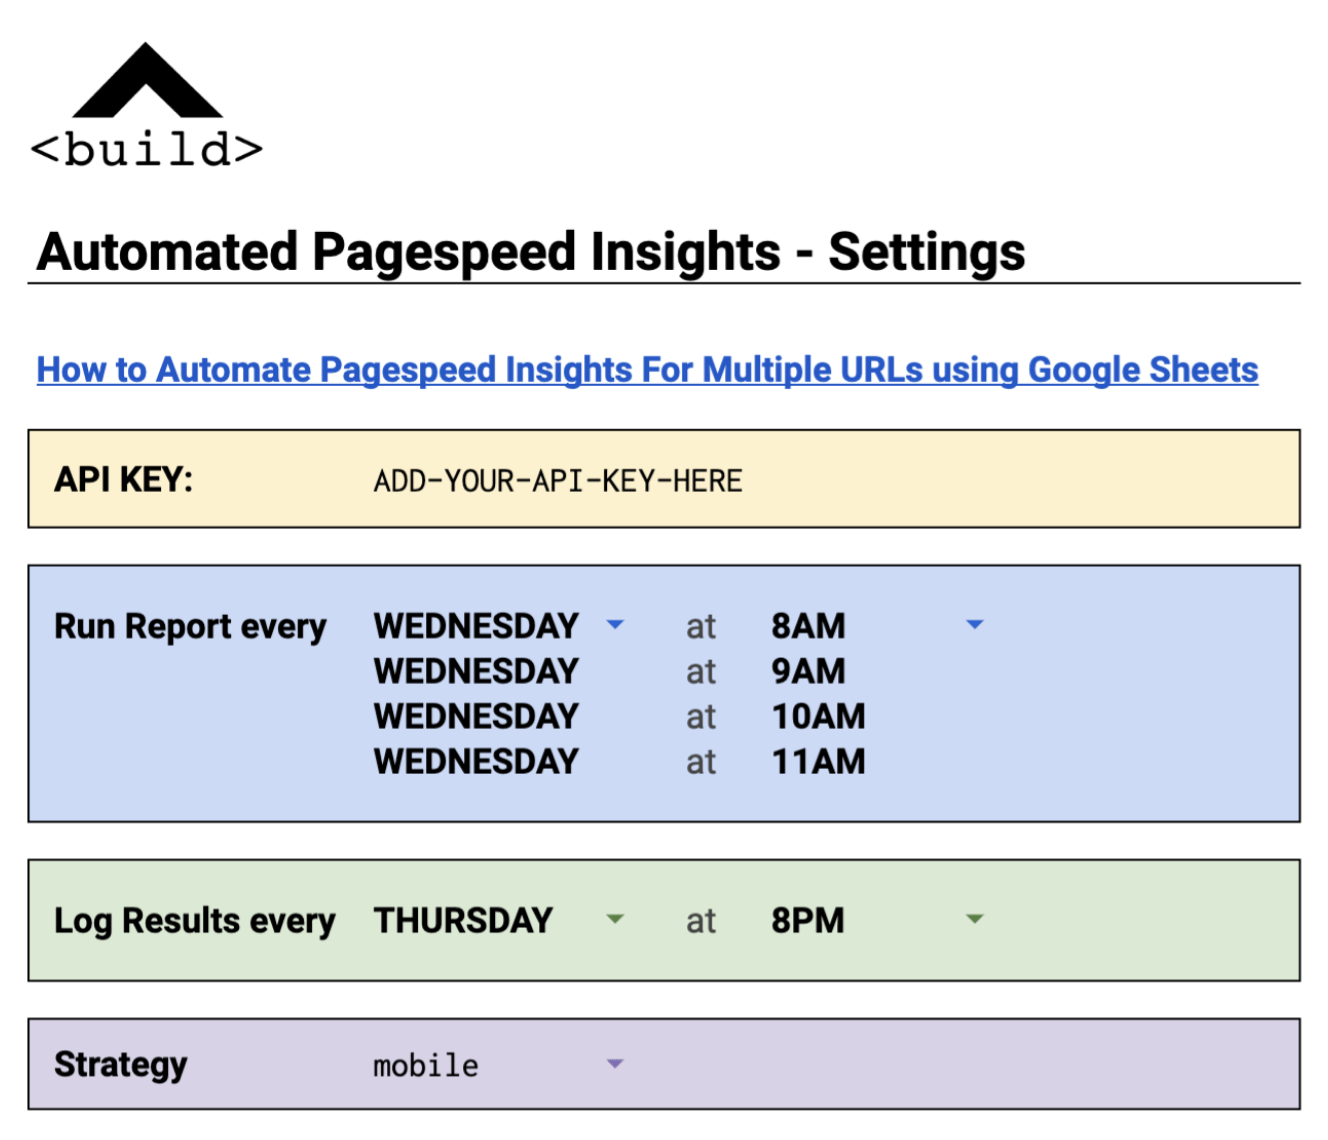 <build>
Automated Pagespeed Insights - Settings
How to Automate Pagespeed Insights For Multiple URLs using Google Sheets
API KEY: ADD-YOUR-API-KEY-HERE
Run Report every WEDNESDAY at 8AM
WEDNESDAY at 9AM
WEDNESDAY at 10AM
WEDNESDAY at 11AM
Log Results every THURSDAY at 8PM
Strategy mobile